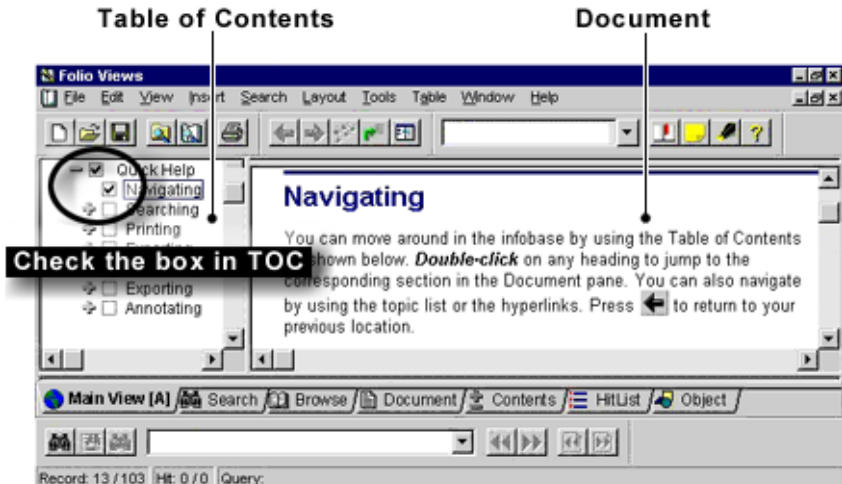 Table of Contents
Document
Folio Views
File Edit View Insert Search Layout Tools Table Window Help
Quick Help
Navigating
Searching
Printing
Check the box in TOC
Exporting
Annotating
Navigating
You can move around in the infobase by using the Table of Contents
shown below. Double-click on any heading to jump to the
corresponding section in the Document pane. You can also navigate
by using the topic list or the hyperlinks. Press to return to your
previous location.
Main View [A] Search Browse Document Contents HitList Object
Record: 13 / 103 Hit: 0 / 0 Query: